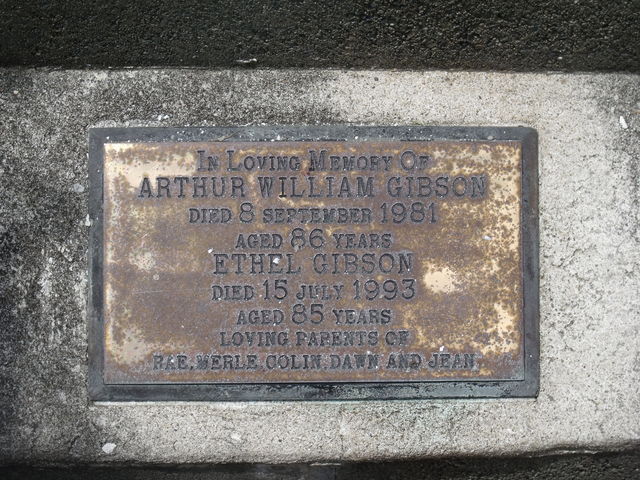 In Loving Memory Of
ARTHUR WILLIAM GIBSON
DIED 8 SEPTEMBER 1981
AGED 86 YEARS
ETHEL GIBSON
DIED 15 JULY 1993
AGED 85 YEARS
LOVING PARENTS OF
RAE, MERLE, COLIN, DAWN AND JEAN